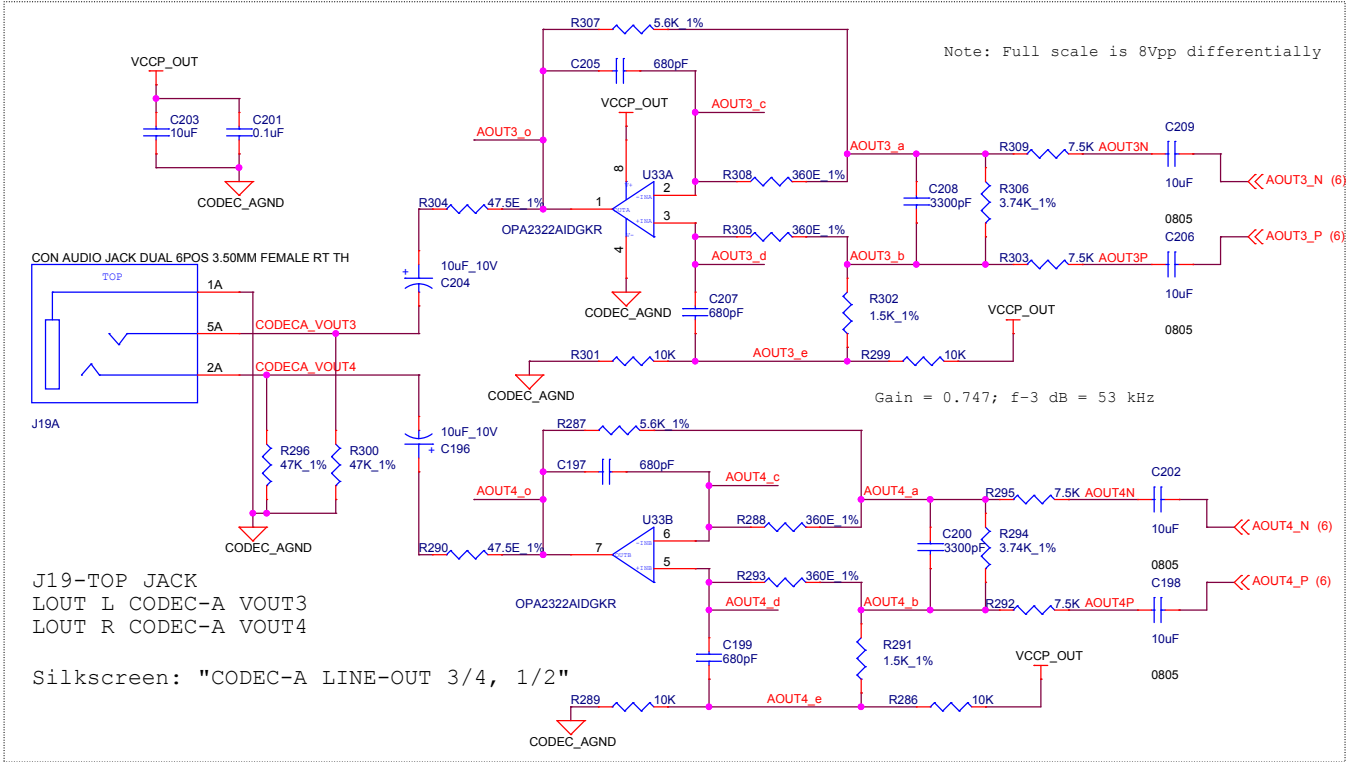 R307 5.6K_1%
Note: Full scale is 8Vpp differentially
VCCP_OUT
C205 680pF
VCCP_OUT
AOUT3_c
C203
10uF
C201
0.1uF
C209
AOUT3_o
AOUT3_a
R309 7.5K AOUT3N
8
U33A
R308 360E_1%
10uF
AOUT3_N (6)
V+
2
-INA
C208
3300pF
R306
3.74K_1%
CODEC_AGND
R304 47.5E_1%
1
OUTA
3
+INA
0805
OPA2322AIDGKR
R305 360E_1%
C206
AOUT3_P (6)
4
V-
CON AUDIO JACK DUAL 6POS 3.50MM FEMALE RT TH
AOUT3_d
AOUT3_b
R303 7.5K AOUT3P
TOP
10uF_10V
C204
1A
10uF
C207
680pF
R302
1.5K_1%
CODEC_AGND
VCCP_OUT
5A
CODECA_VOUT3
0805
R301 10K
AOUT3_e
R299 10K
2A
CODECA_VOUT4
CODEC_AGND
Gain = 0.747; f-3 dB = 53 kHz
J19A
R287 5.6K_1%
10uF_10V
C196
R296
47K_1%
R300
47K_1%
C197 680pF
AOUT4_c
C202
AOUT4_o
AOUT4_a
R295 7.5K AOUT4N
U33B
R288 360E_1%
10uF
AOUT4_N (6)
6
-INB
C200
3300pF
R294
3.74K_1%
CODEC_AGND
R290 47.5E_1%
7
OUTB
5
+INB
0805
R293 360E_1%
C198
AOUT4_P (6)
J19-TOP JACK
LOUT L CODEC-A VOUT3
LOUT R CODEC-A VOUT4
OPA2322AIDGKR
AOUT4_d
AOUT4_b
R292 7.5K AOUT4P
10uF
C199
680pF
R291
1.5K_1%
VCCP_OUT
0805
Silkscreen: "CODEC-A LINE-OUT 3/4, 1/2"
R289 10K
AOUT4_e
R286 10K
CODEC_AGND